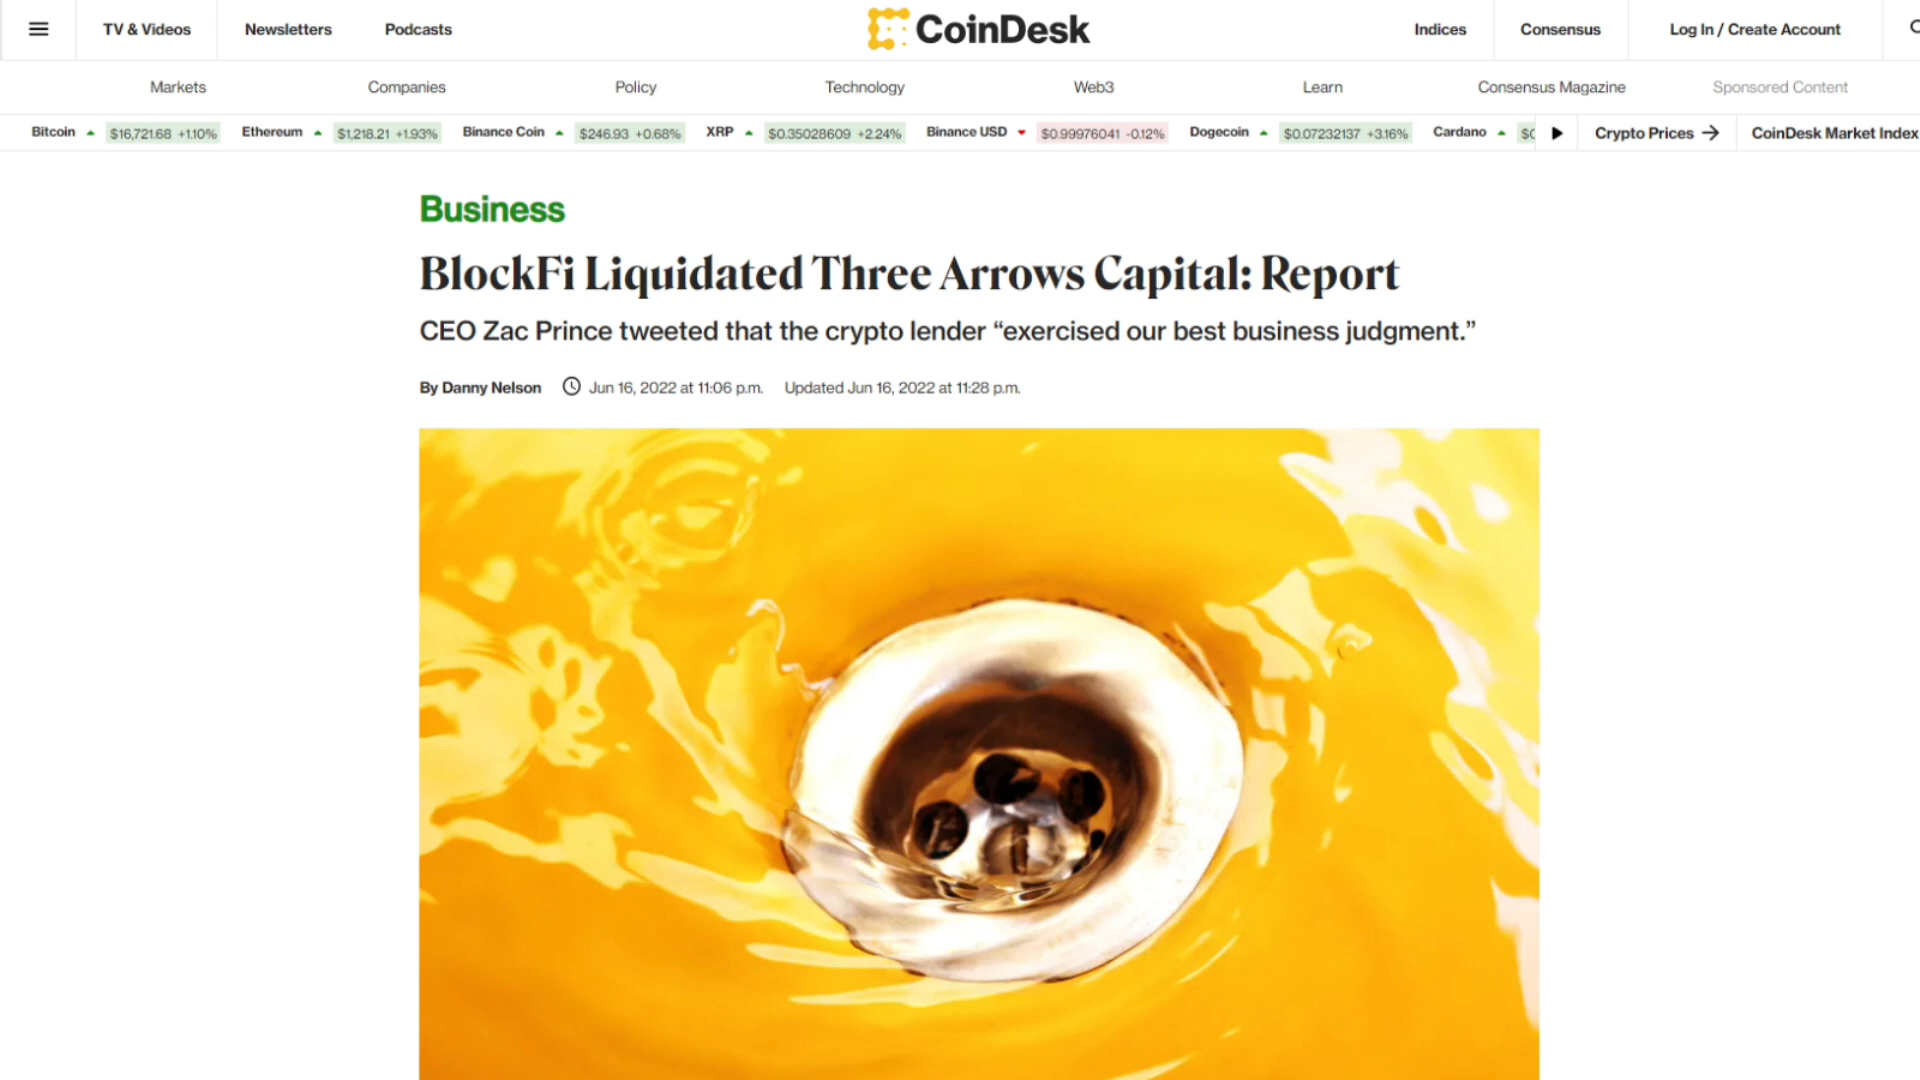 TV & Videos
Newsletters
Podcasts
CoinDesk
Indices
Consensus
Log In / Create Account
Markets
Companies
Policy
Technology
Web3
Learn
Consensus Magazine
Sponsored Content
Bitcoin $16,721.68 +1.10%
Ethereum $1,218.21 +1.93%
Binance Coin $246.93 +0.68%
XRP $0.35028609 +2.24%
Binance USD $0.99976041 -0.12%
Dogecoin $0.07232137 +3.16%
Cardano
Crypto Prices →
CoinDesk Market Index
Business
BlockFi Liquidated Three Arrows Capital: Report
CEO Zac Prince tweeted that the crypto lender “exercised our best business judgment.”
By Danny Nelson Jun 16, 2022 at 11:06 p.m. Updated Jun 16, 2022 at 11:28 p.m.